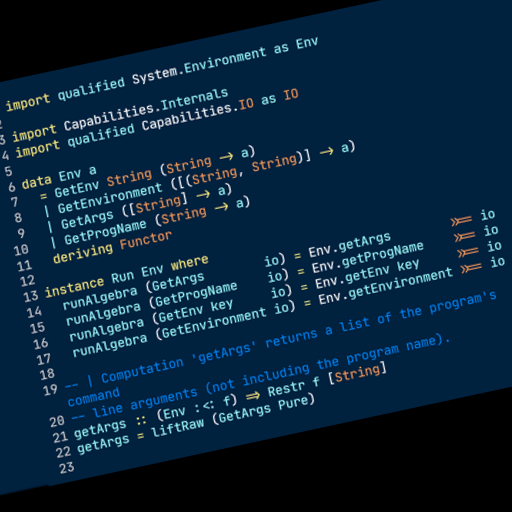 import qualified System.Environment as Env
2
3 import Capabilities.Internals
4 import qualified Capabilities.IO as IO
5
6 data Env a
7 = GetEnv String (String -> a)
8 | GetEnvironment ([(String, String)] -> a)
9 | GetArgs ([String] -> a)
10 | GetProgName (String -> a)
11 deriving Functor
12
13 instance Run Env where
14 runAlgebra (GetArgs io) = Env.getArgs >>= io
15 runAlgebra (GetProgName io) = Env.getProgName >>= io
16 runAlgebra (GetEnv key io) = Env.getEnv key >>= io
17 runAlgebra (GetEnvironment io) = Env.getEnvironment >>= io
18
19 -- | Computation 'getArgs' returns a list of the program's
command
20 -- line arguments (not including the program name).
21 getArgs :: (Env :<: f) => Restr f [String]
22 getArgs = liftRaw (GetArgs Pure)
23